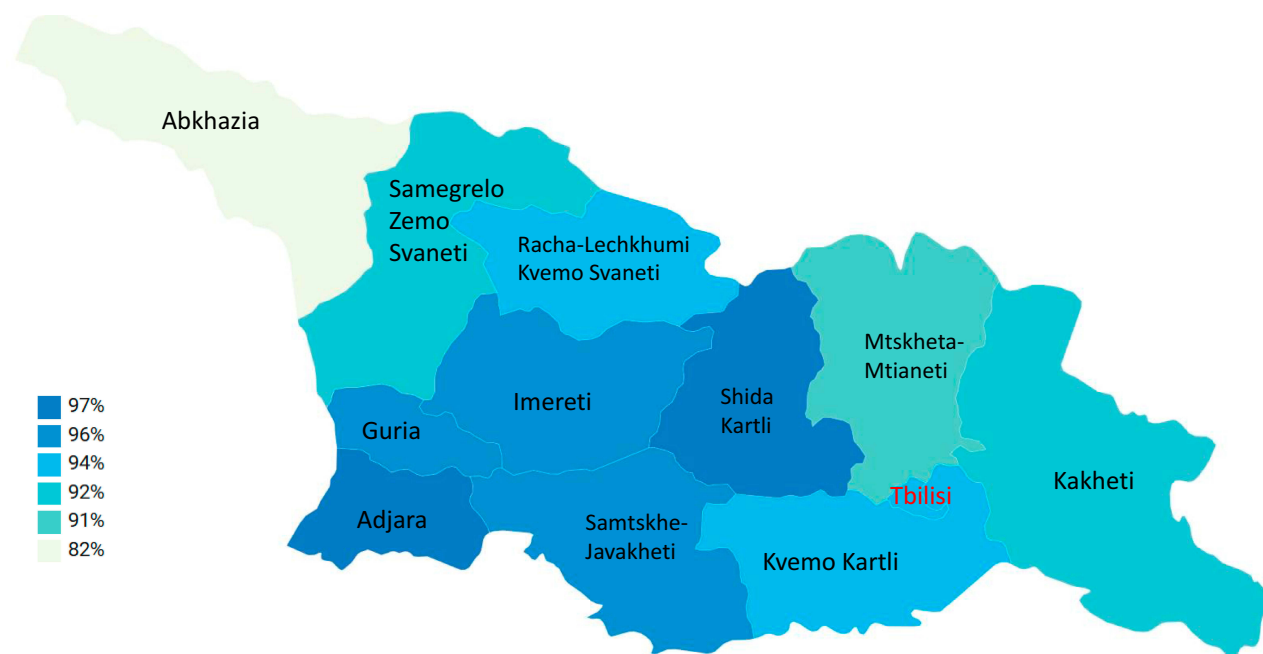 Abkhazia
Samegrelo
Zemo
Svaneti
Racha-Lechkhumi
Kvemo Svaneti
Mtskheta-
Mtianeti
Imereti
Shida
Kartli
Guria
Kakheti
Tbilisi
Adjara
Samtskhe-
Javakheti
Kvemo Kartli
97%
96%
94%
92%
91%
82%